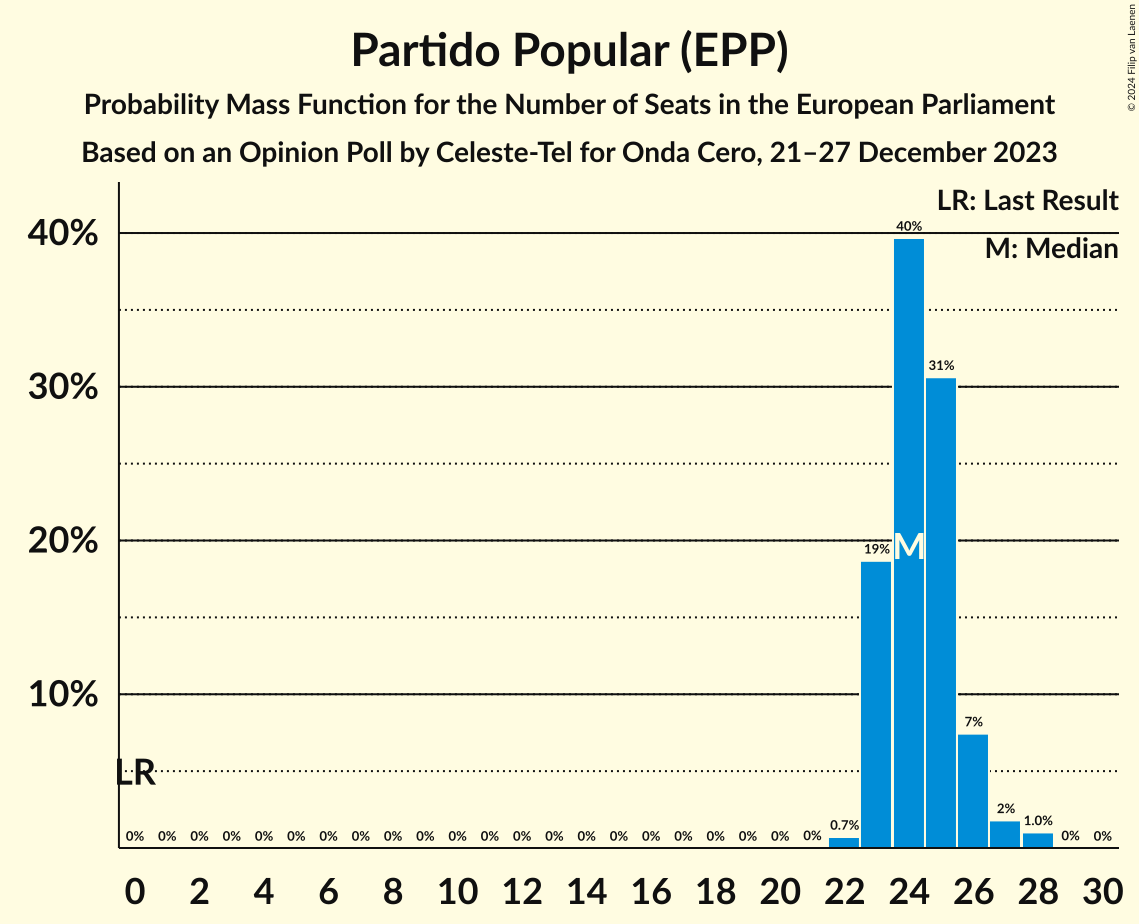 Partido Popular (EPP)
Probability Mass Function for the Number of Seats in the European Parliament
Based on an Opinion Poll by Celeste-Tel for Onda Cero, 21–27 December 2023
© 2024 Filip van Laenen
LR: Last Result
M: Median
40%
30%
20%
10%
LR
M
0% 0% 0% 0% 0% 0% 0% 0% 0% 0% 0% 0% 0% 0% 0% 0% 0% 0% 0% 0% 0% 0% 0.7% 19% 40% 31% 7% 2% 1.0% 0% 0%
0 2 4 6 8 10 12 14 16 18 20 22 24 26 28 30